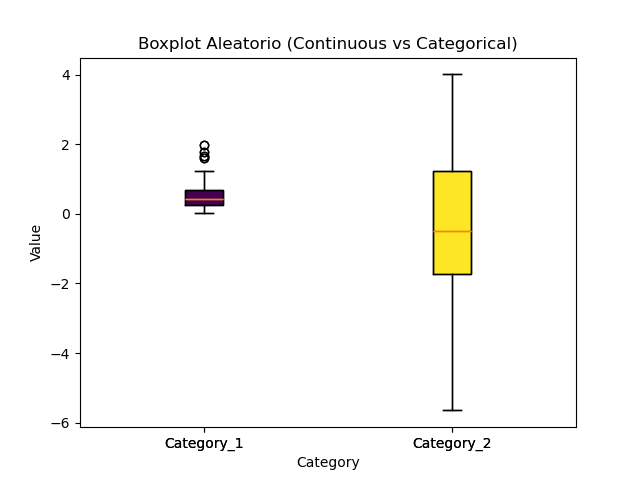 Boxplot Aleatorio (Continuous vs Categorical)
4
2
0
−2
−4
−6
Value
Category_1
Category_2
Category